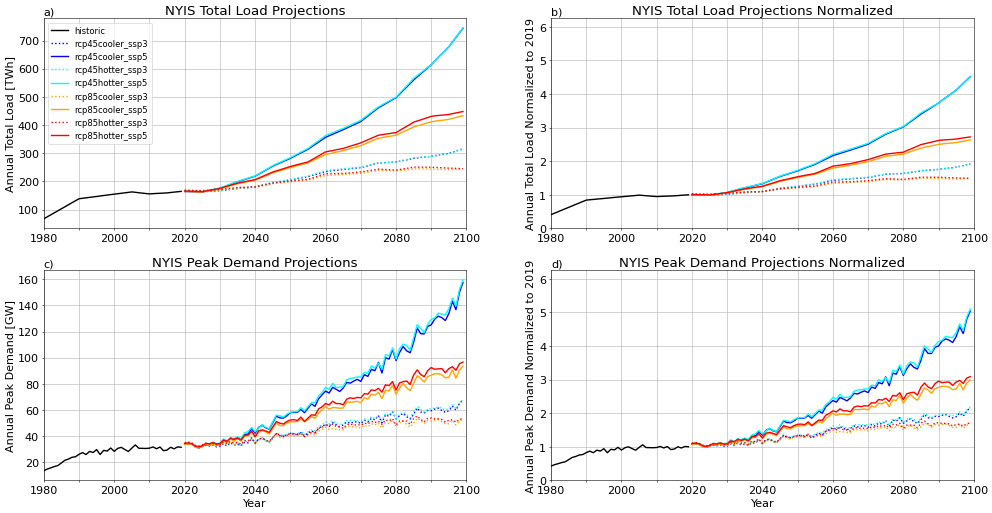 a)
NYIS Total Load Projections
Annual Total Load [TWh]
700
600
500
400
300
200
100
historic
rcp45cooler_ssp3
rcp45cooler_ssp5
rcp45hotter_ssp3
rcp45hotter_ssp5
rcp85cooler_ssp3
rcp85cooler_ssp5
rcp85hotter_ssp3
rcp85hotter_ssp5
1980 2000 2020 2040 2060 2080 2100
b)
NYIS Total Load Projections Normalized
Annual Total Load Normalized to 2019
6
5
4
3
2
1
0
1980 2000 2020 2040 2060 2080 2100
c)
NYIS Peak Demand Projections
Annual Peak Demand [GW]
160
140
120
100
80
60
40
20
1980 2000 2020 2040 2060 2080 2100
Year
d)
NYIS Peak Demand Projections Normalized
Annual Peak Demand Normalized to 2019
6
5
4
3
2
1
0
1980 2000 2020 2040 2060 2080 2100
Year